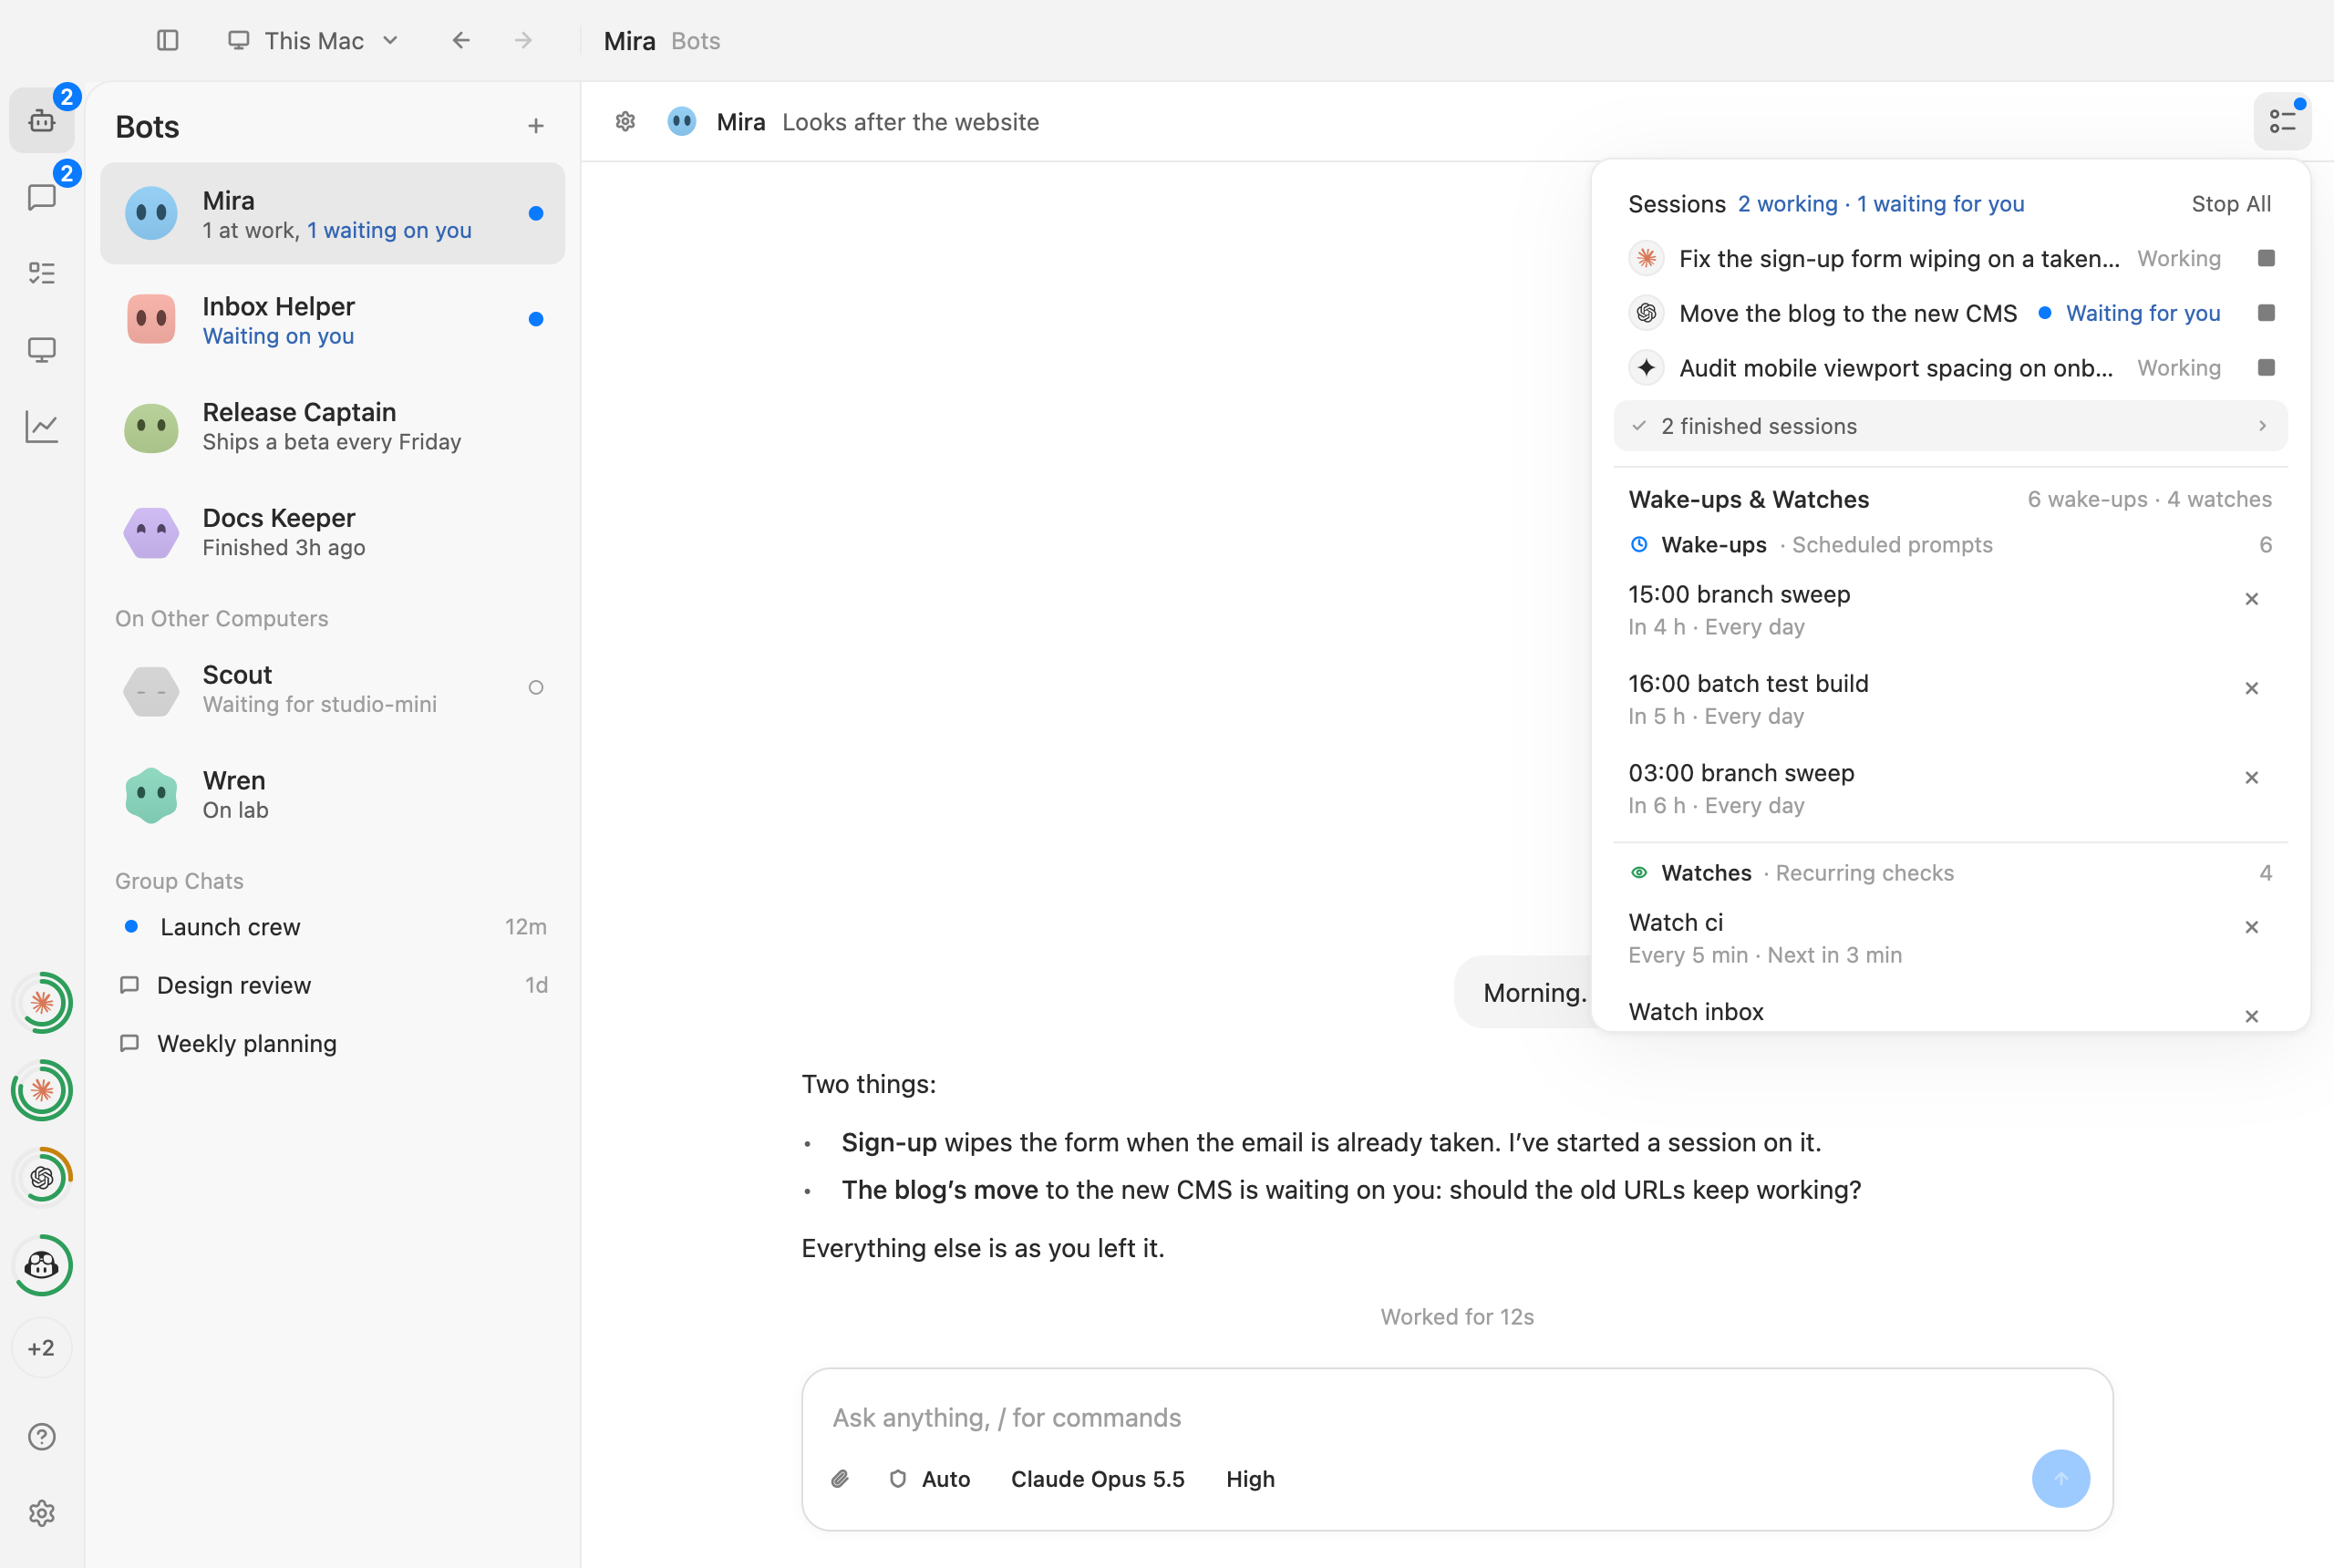 This Mac
Mira Bots
2
2
Bots
Mira
1 at work, 1 waiting on you
Inbox Helper
Waiting on you
Release Captain
Ships a beta every Friday
Docs Keeper
Finished 3h ago
On Other Computers
Scout
Waiting for studio-mini
Wren
On lab
Group Chats
Launch crew 12m
Design review 1d
Weekly planning
+2
Mira Looks after the website
Sessions 2 working · 1 waiting for you Stop All
Fix the sign-up form wiping on a taken... Working
Move the blog to the new CMS Waiting for you
Audit mobile viewport spacing on onb... Working
2 finished sessions
Wake-ups & Watches 6 wake-ups · 4 watches
Wake-ups · Scheduled prompts 6
15:00 branch sweep
In 4 h · Every day
16:00 batch test build
In 5 h · Every day
03:00 branch sweep
In 6 h · Every day
Watches · Recurring checks 4
Watch ci
Every 5 min · Next in 3 min
Watch inbox
Morning.
Two things:
• Sign-up wipes the form when the email is already taken. I’ve started a session on it.
• The blog’s move to the new CMS is waiting on you: should the old URLs keep working?
Everything else is as you left it.
Worked for 12s
Ask anything, / for commands
Auto Claude Opus 5.5 High